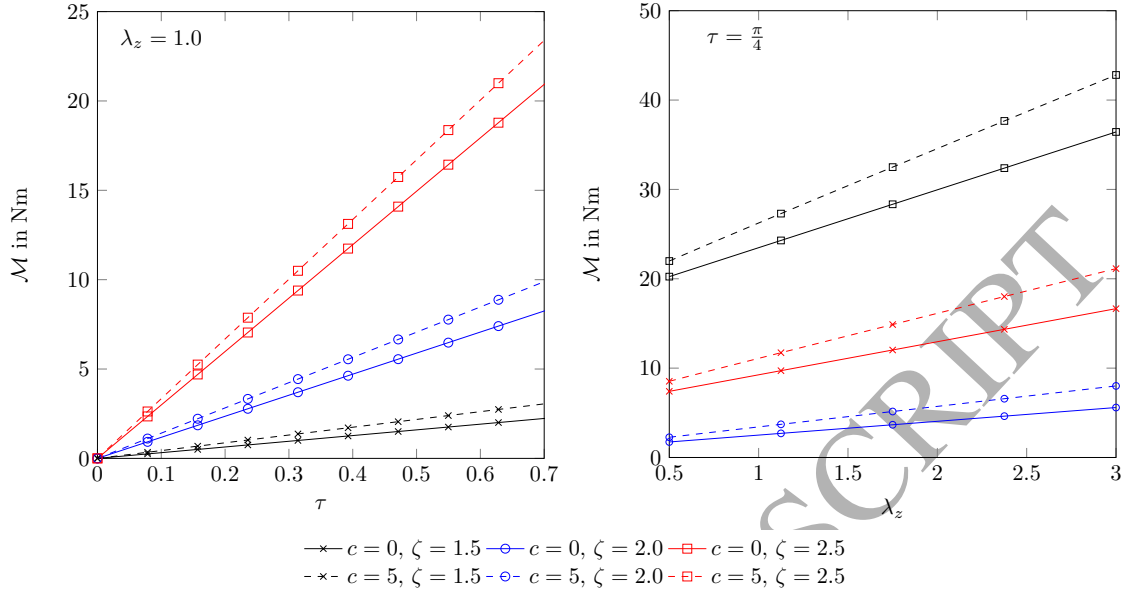 λ_z = 1.0
25
20
15
10
5
0
ℳ in Nm
0 0.1 0.2 0.3 0.4 0.5 0.6 0.7
τ
τ = π/4
50
40
30
20
10
0
ℳ in Nm
0.5 1 1.5 2 2.5 3
λ_z
SCRIPT
c = 0, ζ = 1.5 c = 0, ζ = 2.0 c = 0, ζ = 2.5
c = 5, ζ = 1.5 c = 5, ζ = 2.0 c = 5, ζ = 2.5